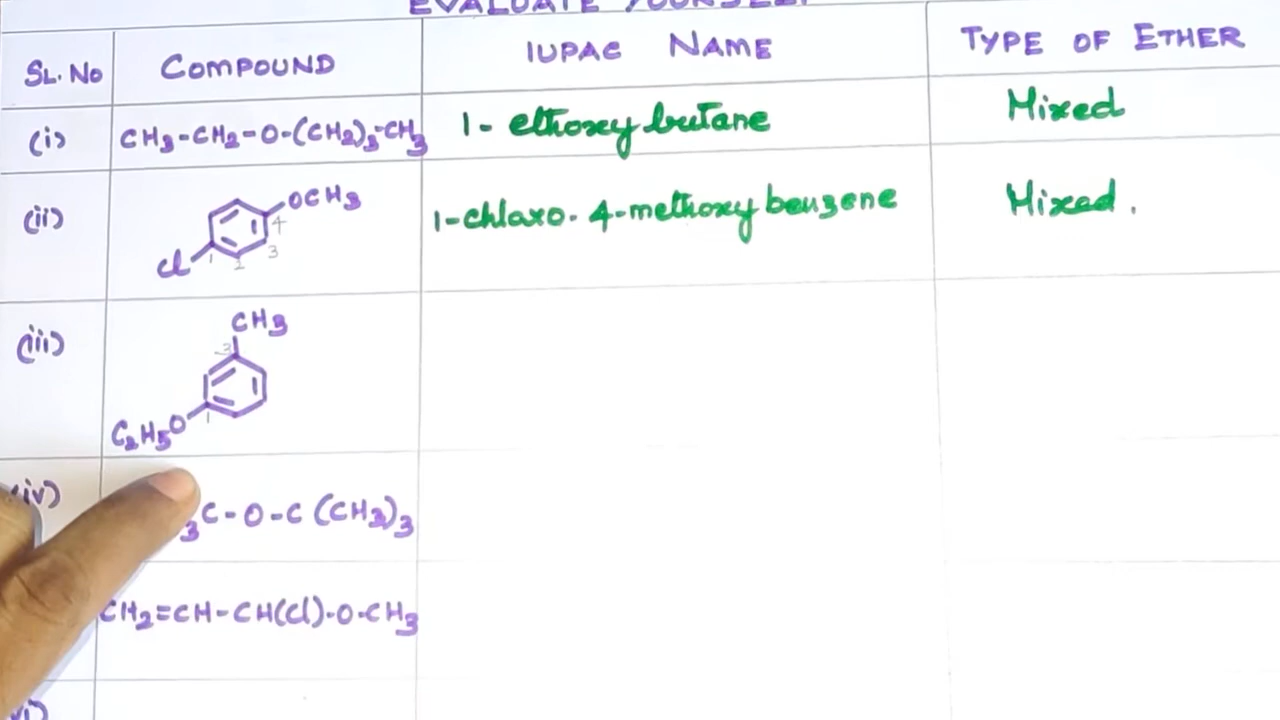 EVALUATE YOURSELF
SL. No COMPOUND IUPAC NAME TYPE OF ETHER
(i) CH3-CH2-O-(CH2)3-CH3 1- ethoxy butane Mixed
(ii) OCH3 1-chloro- 4-methoxy benzene Mixed.
4
Cl 1 2 3
(iii) CH3
3
1
C2H5O
(iv) 3C-O-C (CH3)3
CH2=CH-CH(Cl)-O-CH3